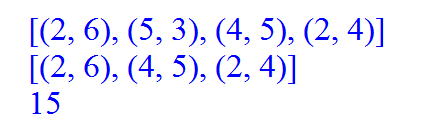 [(2, 6), (5, 3), (4, 5), (2, 4)]
[(2, 6), (4, 5), (2, 4)]
15